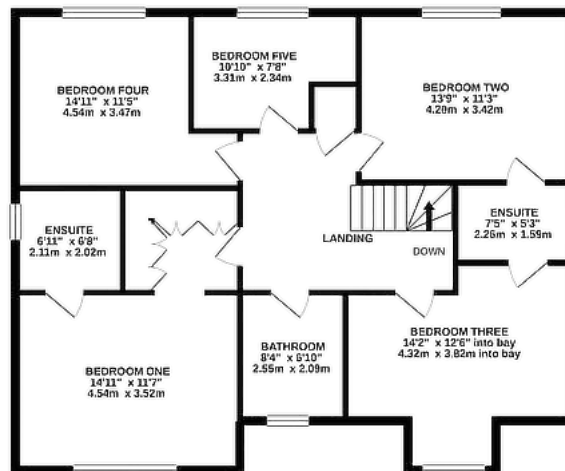 BEDROOM FOUR
14'11" x 11'5"
4.54m x 3.47m
BEDROOM FIVE
10'10" x 7'8"
3.31m x 2.34m
BEDROOM TWO
13'9" x 11'3"
4.20m x 3.42m
ENSUITE
6'11" x 6'8"
2.11m x 2.02m
LANDING
DOWN
ENSUITE
7'5" x 5'3"
2.26m x 1.59m
BEDROOM ONE
14'11" x 11'7"
4.54m x 3.52m
BATHROOM
8'4" x 6'10"
2.55m x 2.09m
BEDROOM THREE
14'2" x 12'6" into bay
4.32m x 3.82m into bay